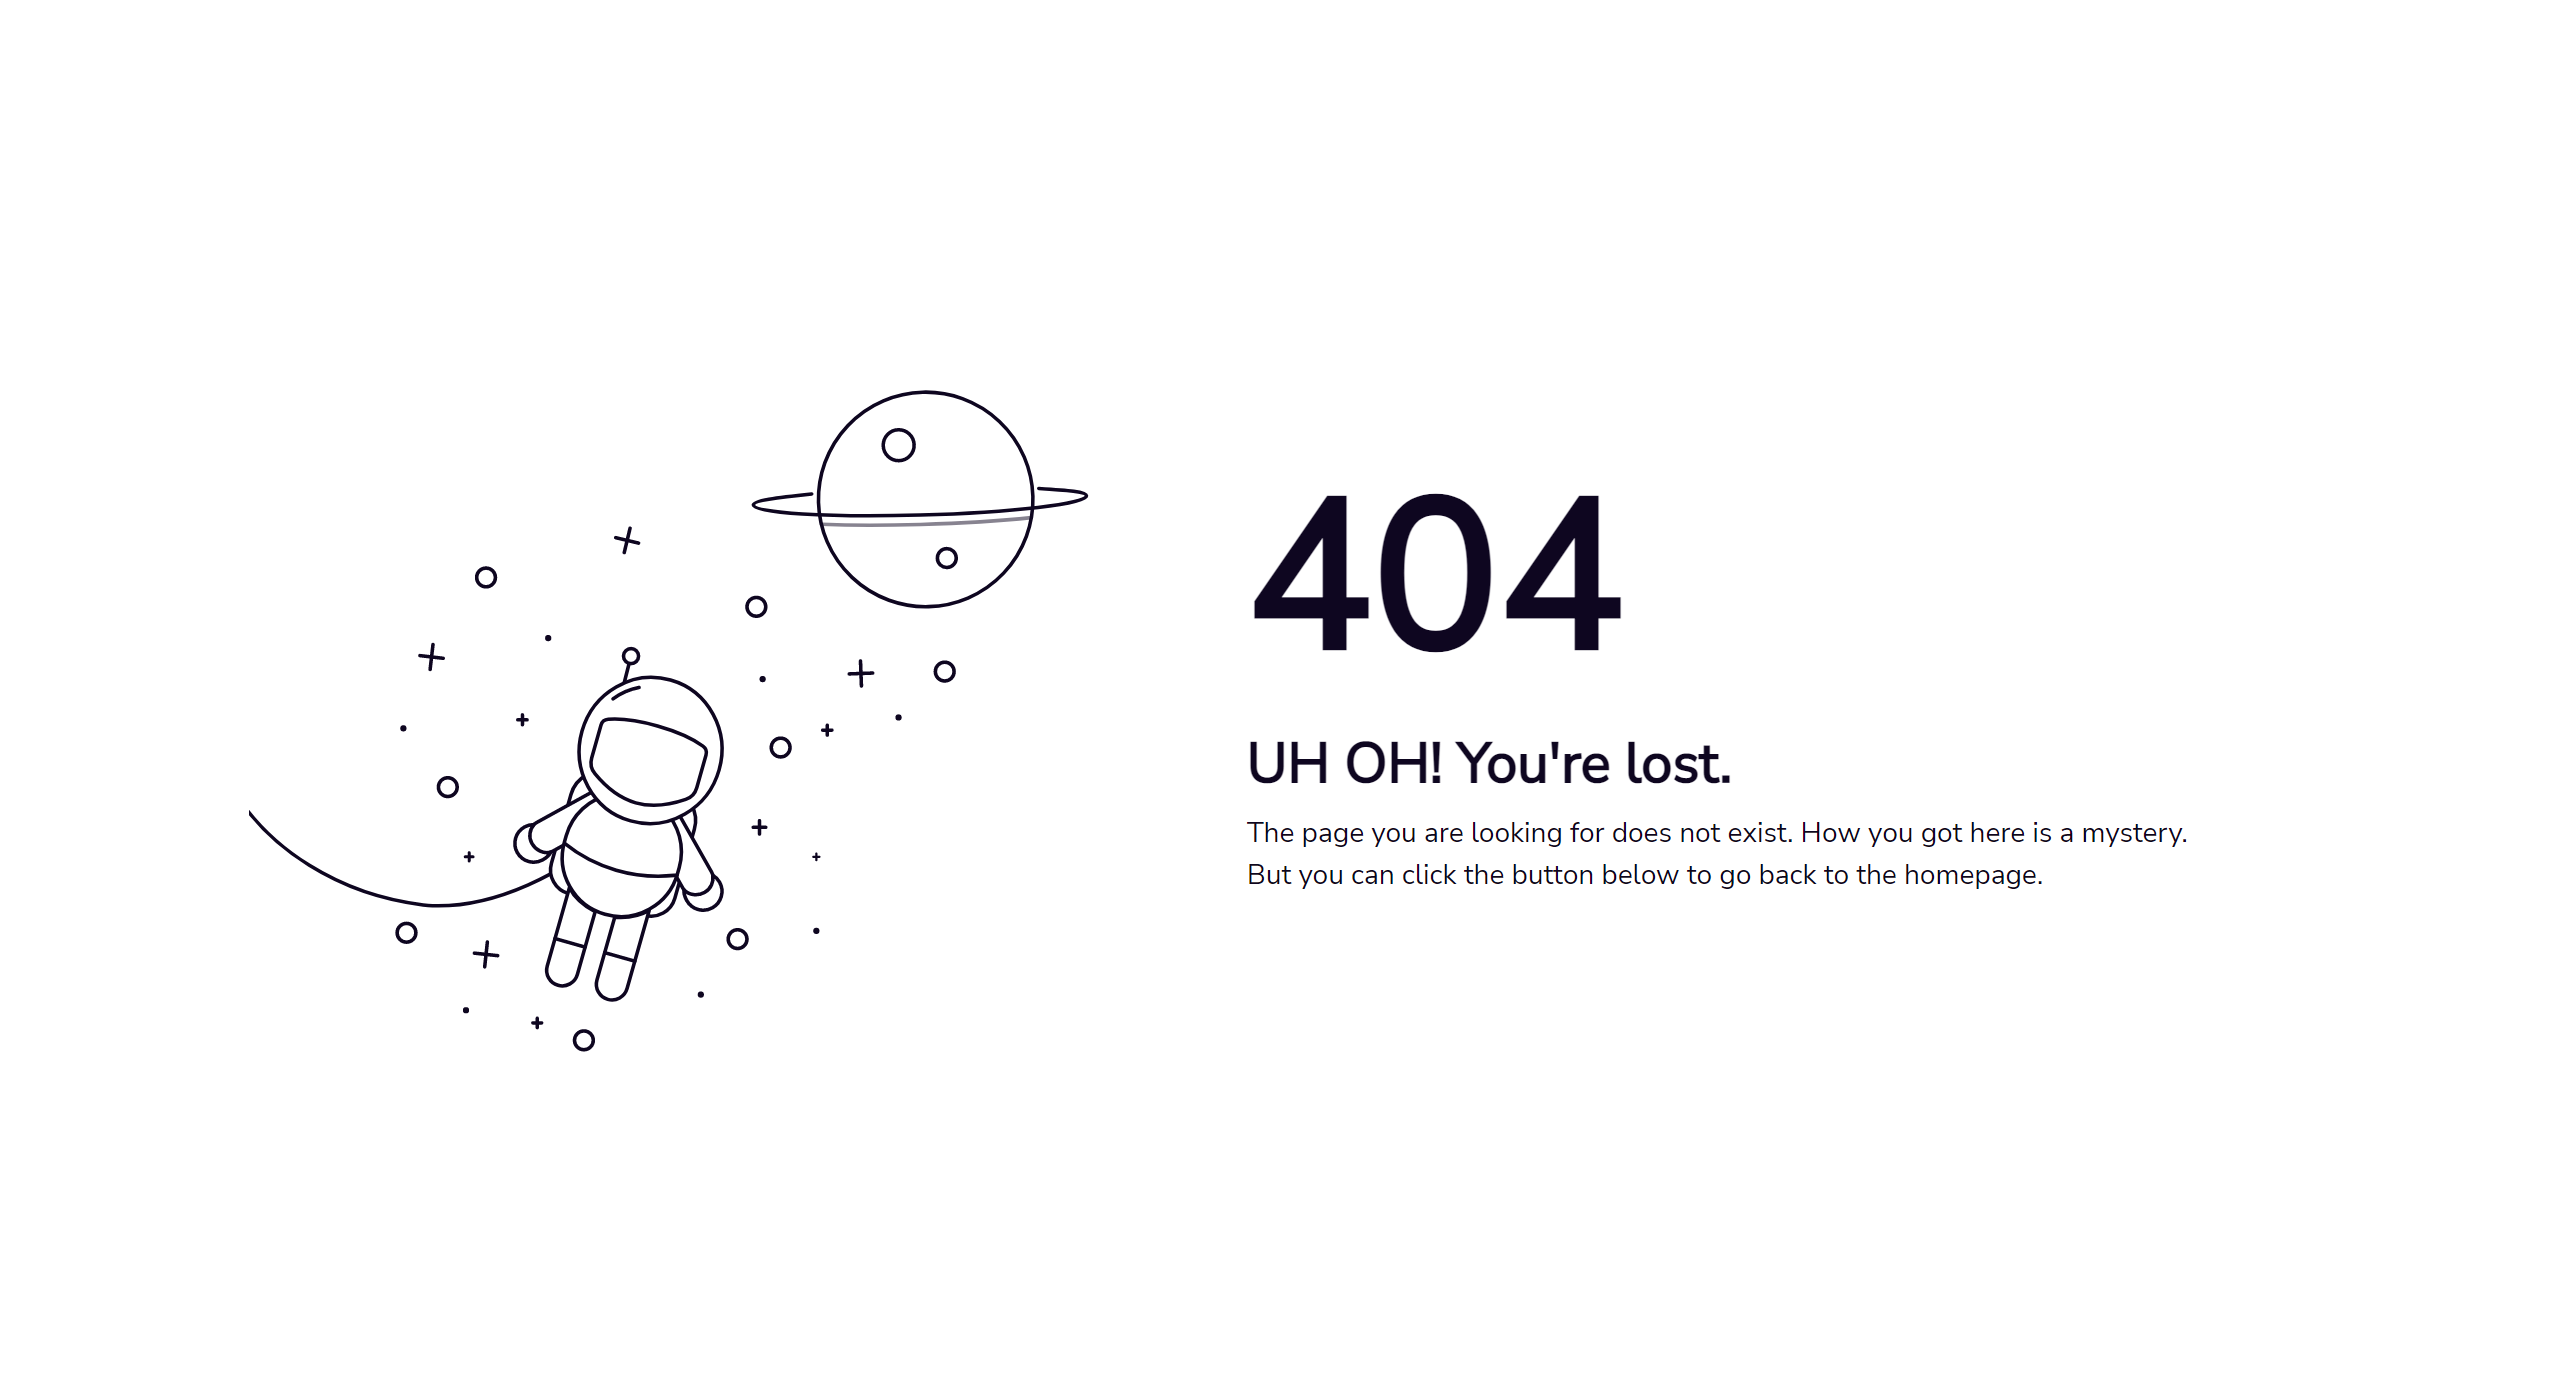 404
UH OH! You're lost.
The page you are looking for does not exist. How you got here is a mystery.
But you can click the button below to go back to the homepage.